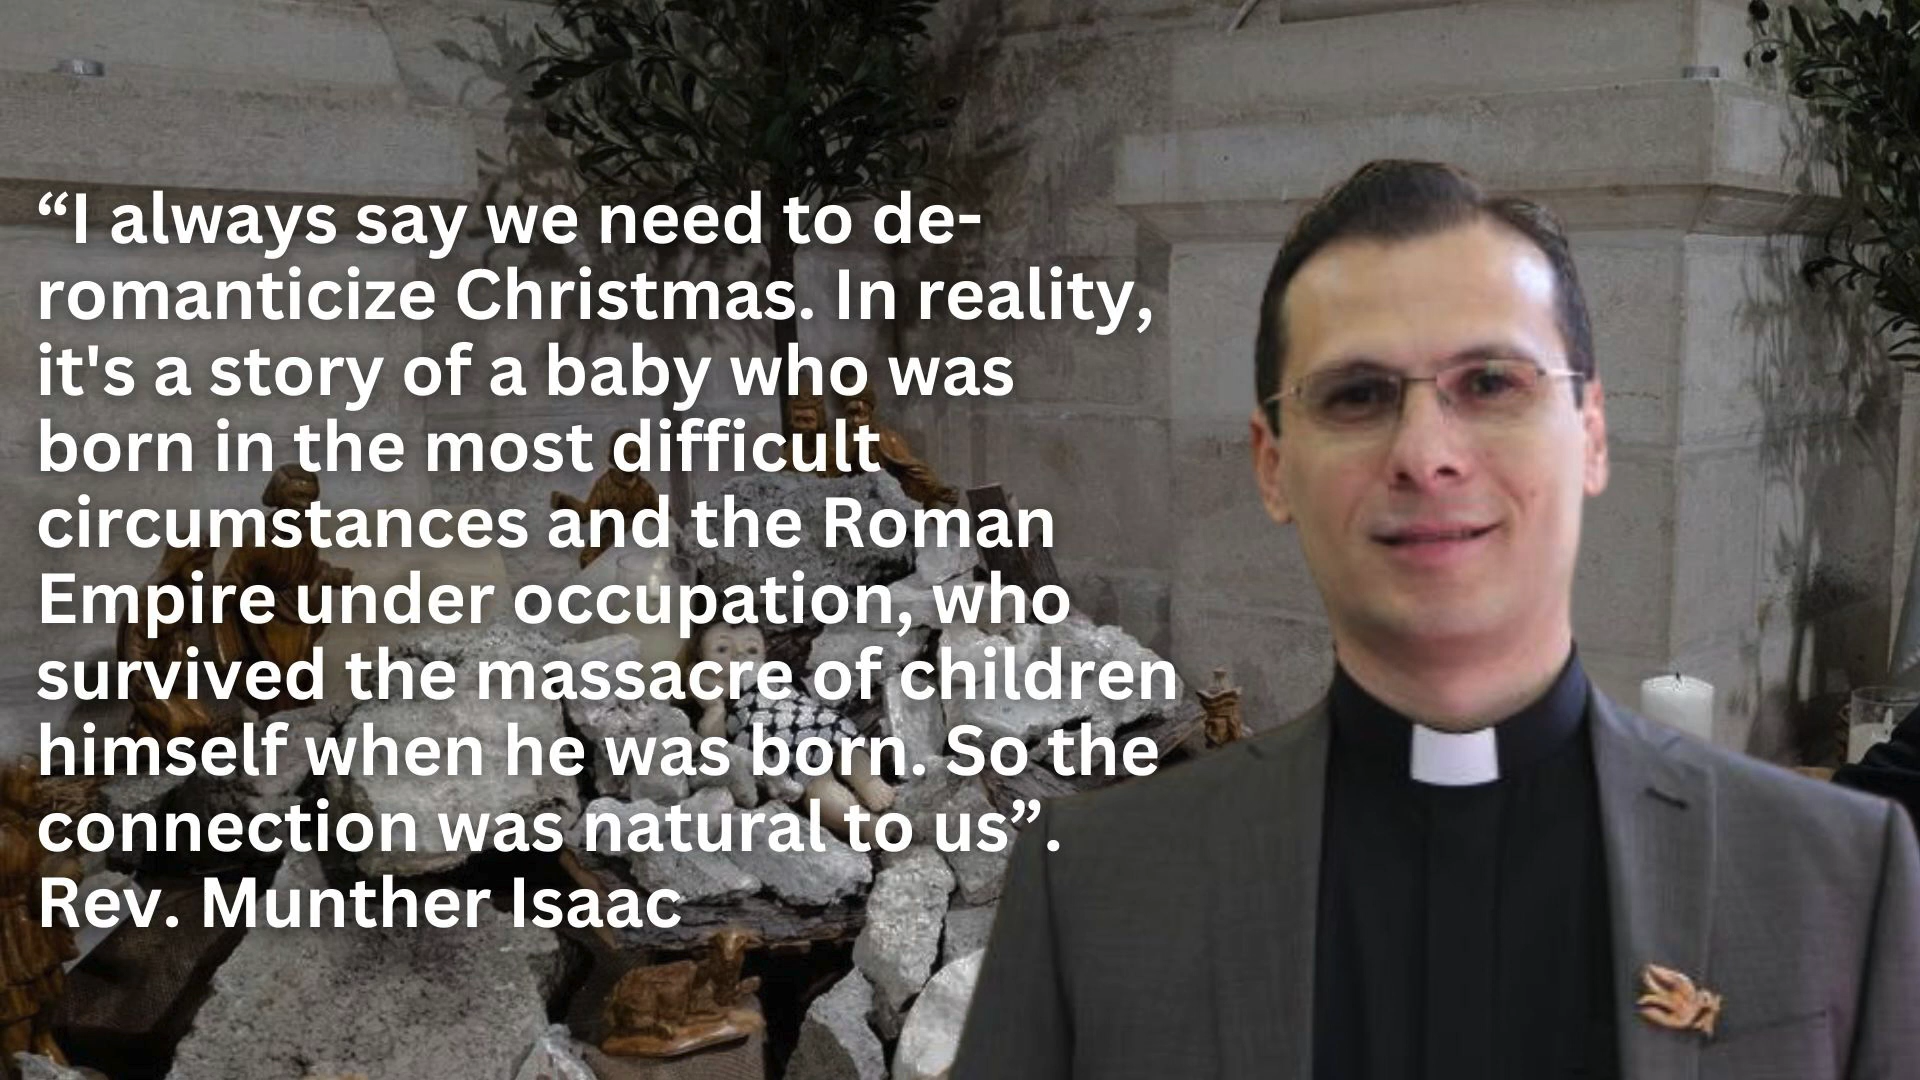 “I always say we need to de-
romanticize Christmas. In reality,
it's a story of a baby who was
born in the most difficult
circumstances and the Roman
Empire under occupation, who
survived the massacre of children
himself when he was born. So the
connection was natural to us”.
Rev. Munther Isaac